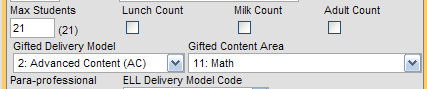 Max Students Lunch Count Milk Count Adult Count
21 (21)
Gifted Delivery Model Gifted Content Area
2: Advanced Content (AC) 11: Math
Para-professional ELL Delivery Model Code